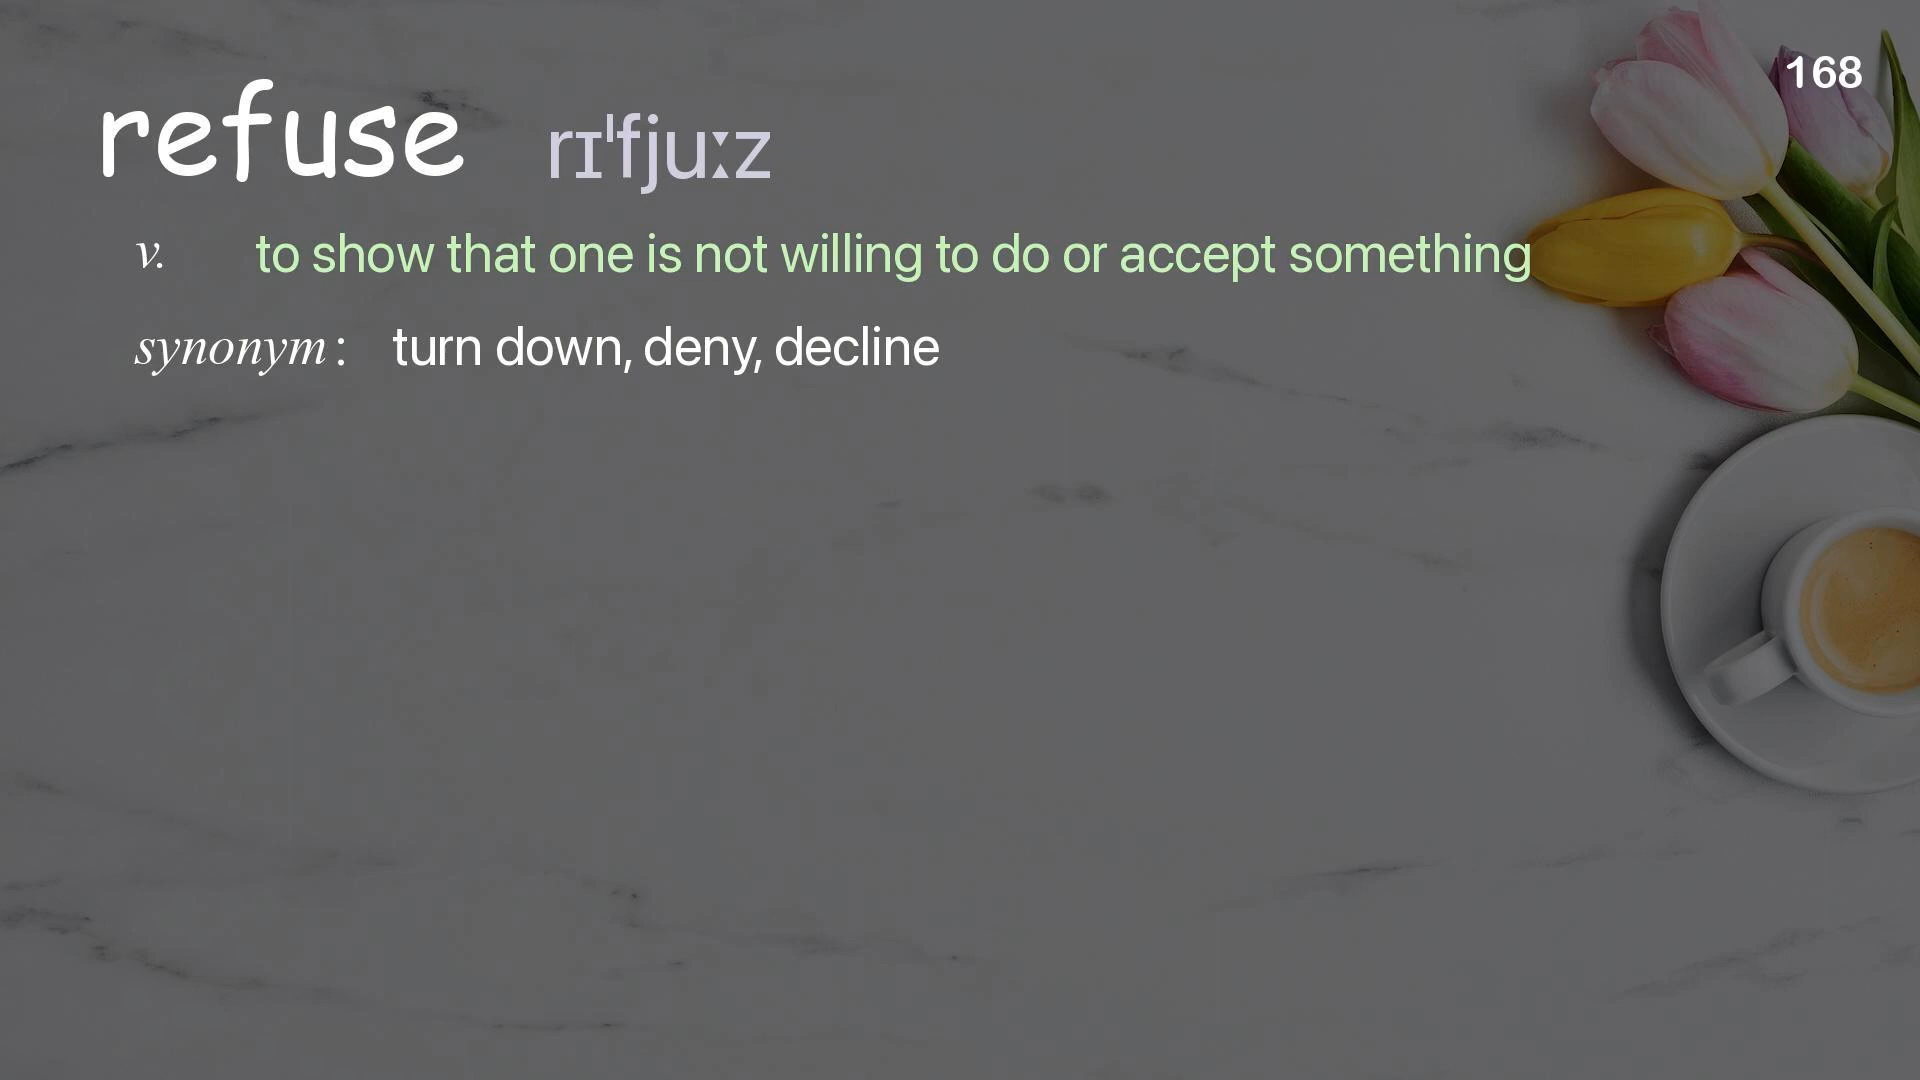 168
refuse rɪˈfjuːz
v. to show that one is not willing to do or accept something
synonym: turn down, deny, decline